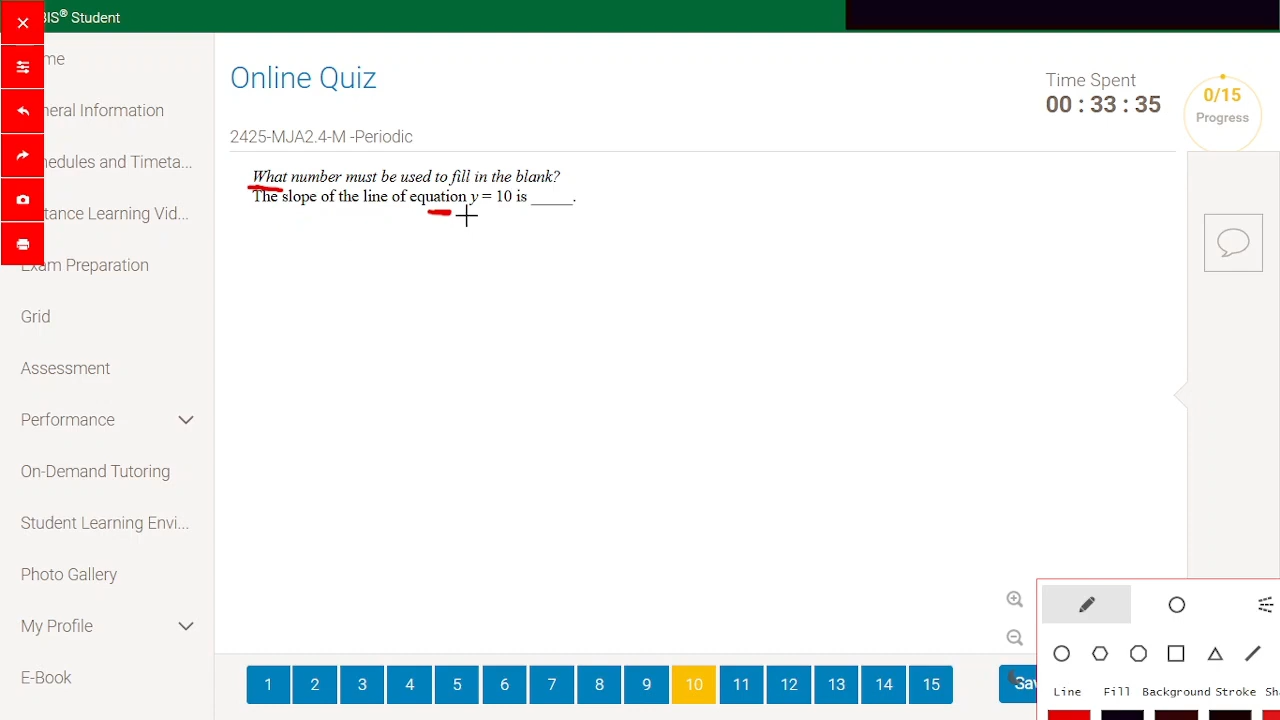 BIS® Student
me
neral Information
hedules and Timeta...
tance Learning Vid...
Exam Preparation
Grid
Assessment
Performance
On-Demand Tutoring
Student Learning Envi...
Photo Gallery
My Profile
E-Book
Online Quiz
2425-MJA2.4-M -Periodic
Time Spent
00 : 33 : 35
0/15
Progress
What number must be used to fill in the blank?
The slope of the line of equation y = 10 is _____.
1 2 3 4 5 6 7 8 9 10 11 12 13 14 15
Sav
Line Fill Background Stroke Sh